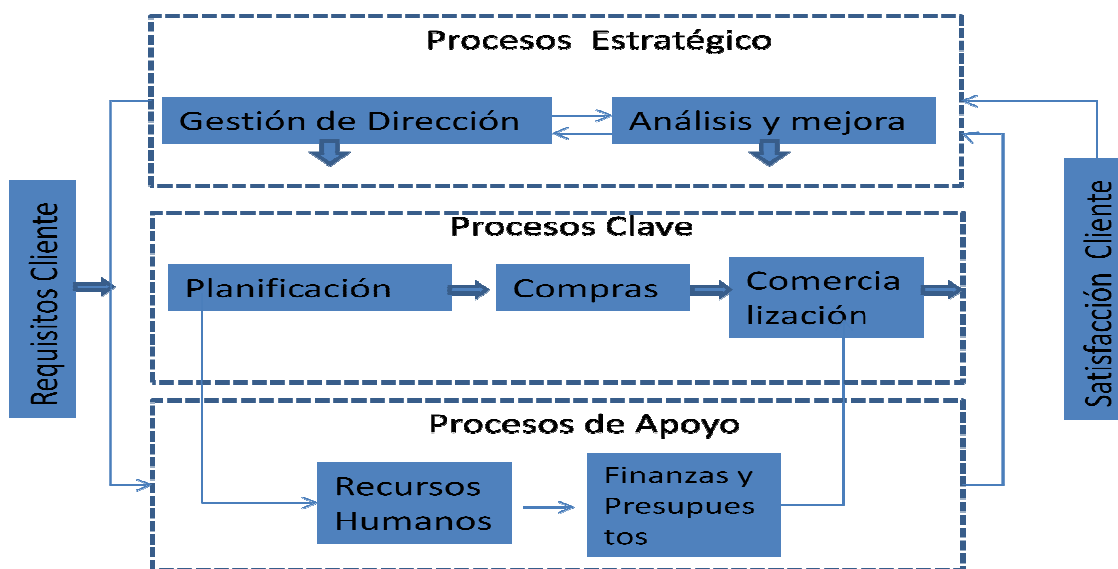 Procesos Estratégico
Gestión de Dirección
Análisis y mejora
Requisitos Cliente
Procesos Clave
Planificación
Compras
Comercia
lización
Satisfacción Cliente
Procesos de Apoyo
Recursos
Humanos
Finanzas y
Presupues
tos